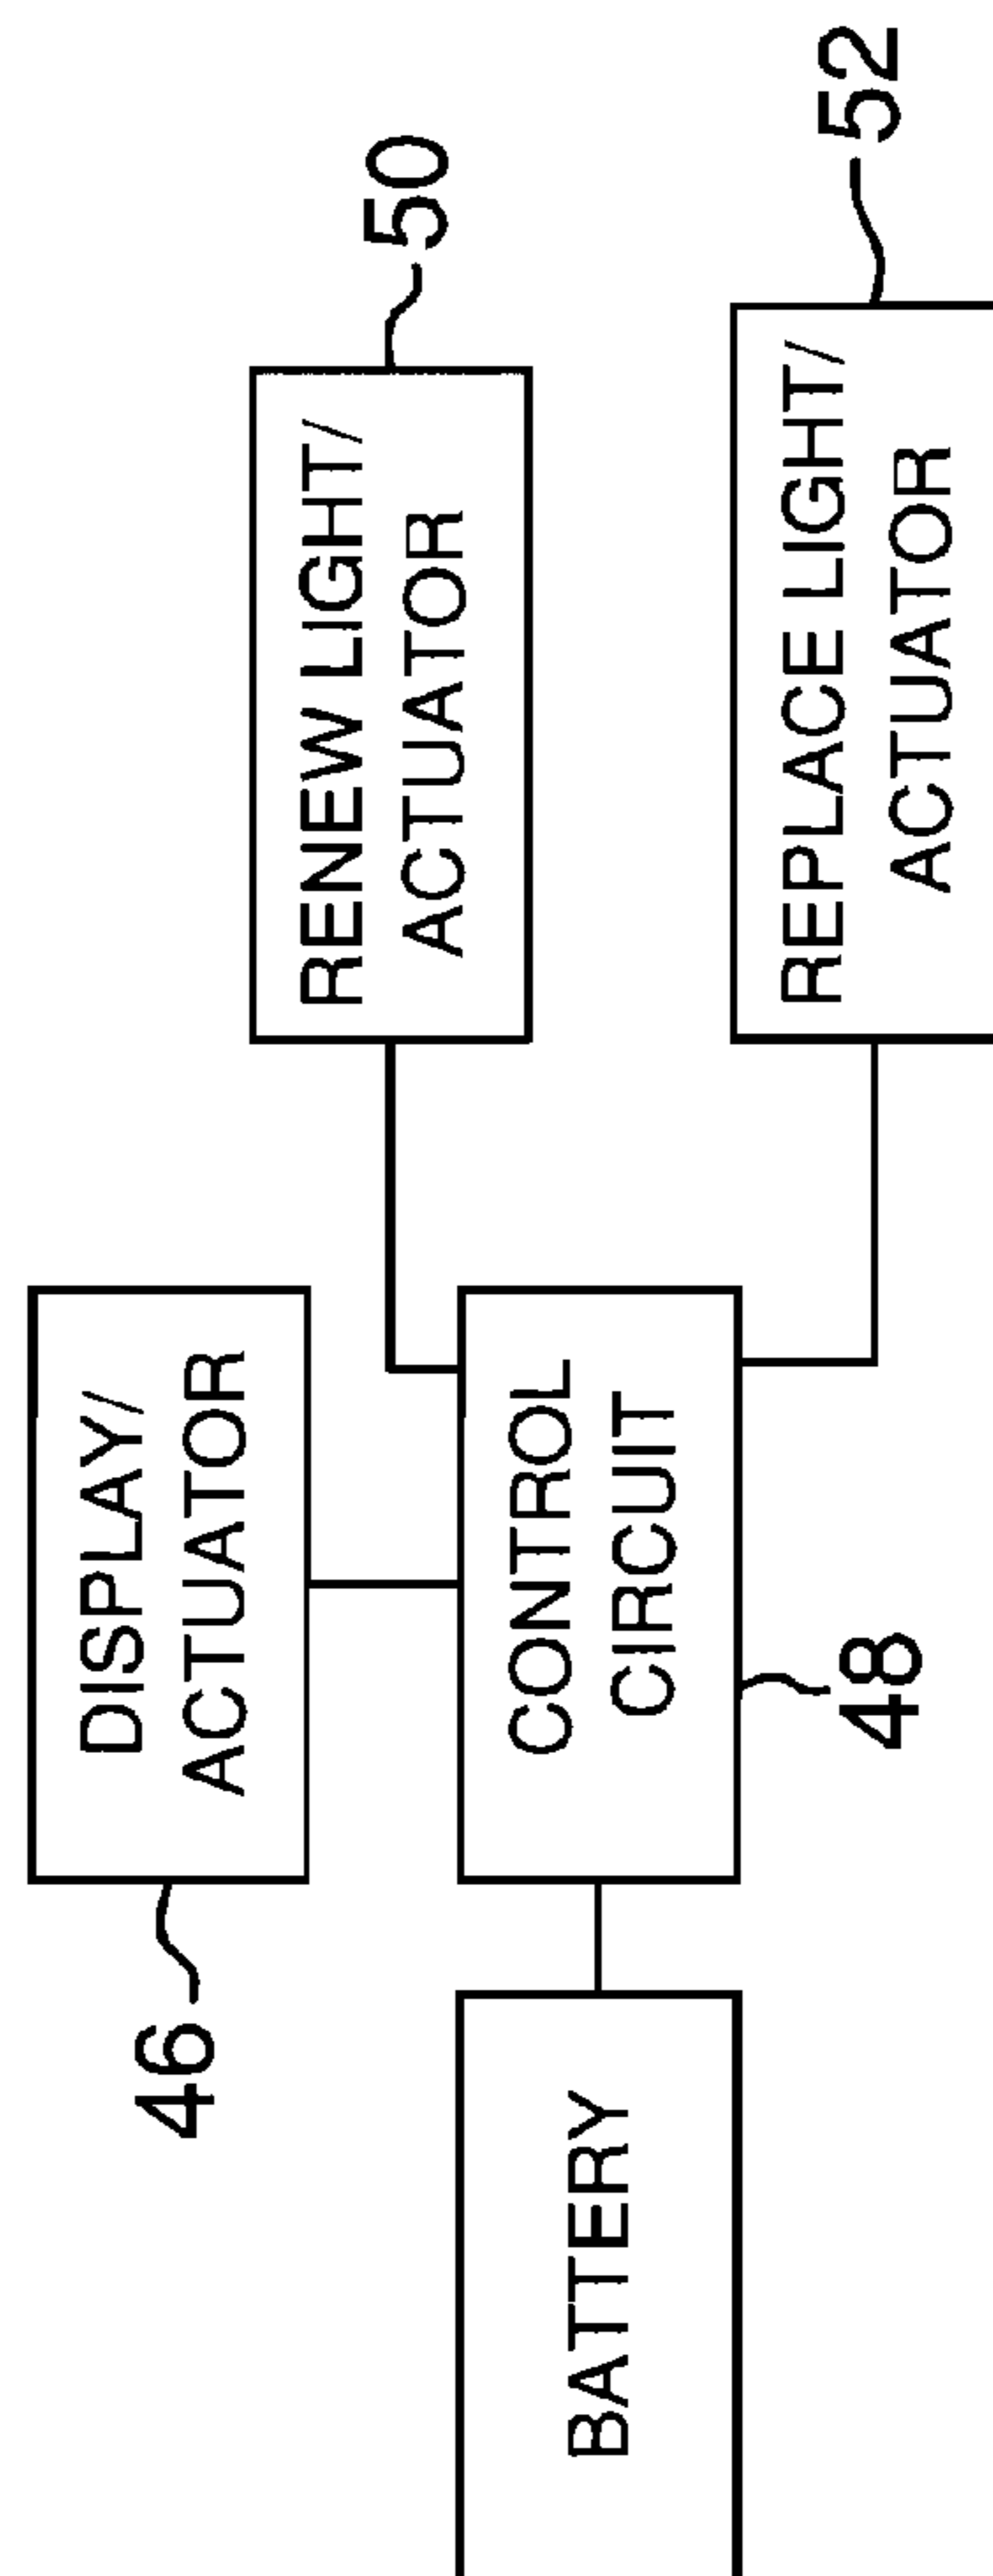 46
DISPLAY/
ACTUATOR
50
RENEW LIGHT/
ACTUATOR
BATTERY
CONTROL
CIRCUIT
48
REPLACE LIGHT/
ACTUATOR
52